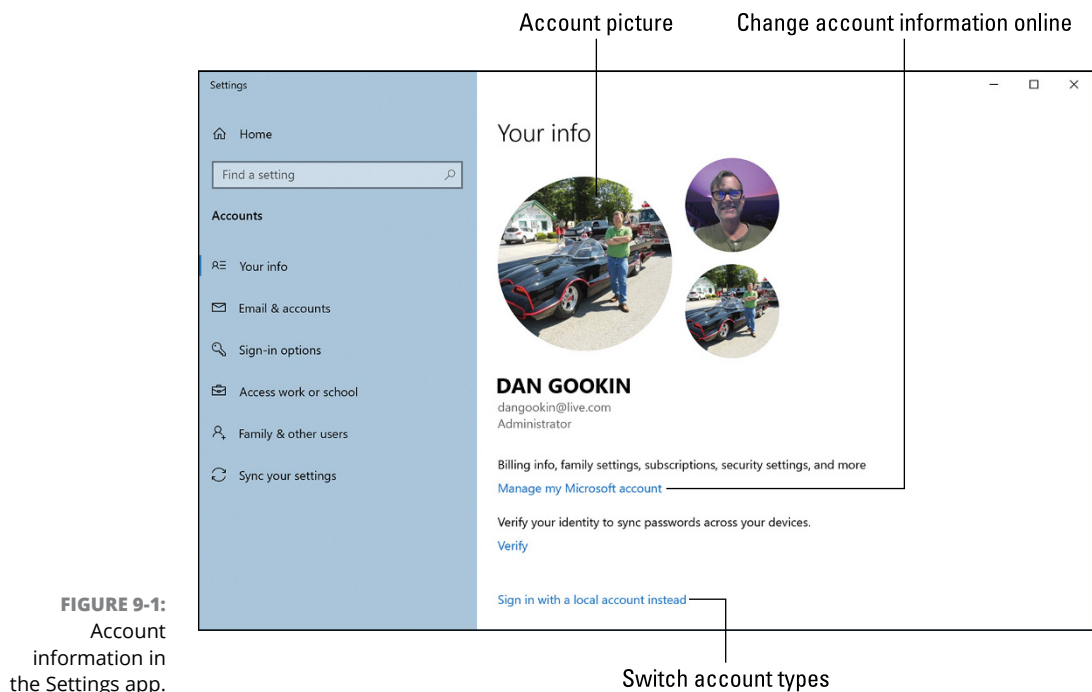 Account picture
Change account information online
Settings
Home
Find a setting
Accounts
Your info
Email & accounts
Sign-in options
Access work or school
Family & other users
Sync your settings
Your info
DAN GOOKIN
dangookin@live.com
Administrator
Billing info, family settings, subscriptions, security settings, and more
Manage my Microsoft account
Verify your identity to sync passwords across your devices.
Verify
Sign in with a local account instead
Switch account types
FIGURE 9-1:
Account
information in
the Settings app.